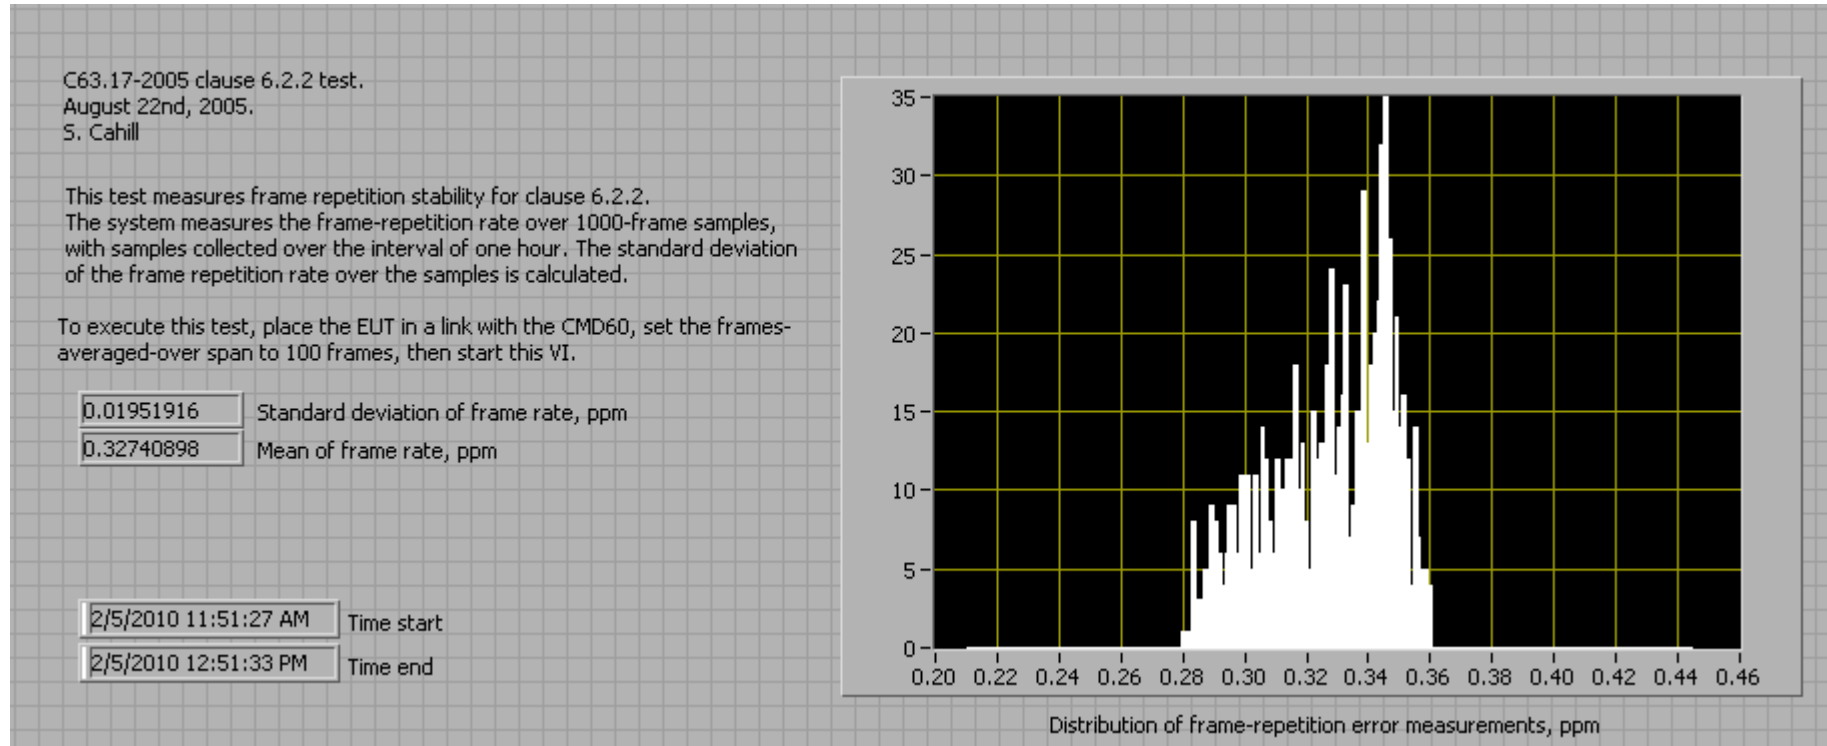 C63.17-2005 clause 6.2.2 test.
August 22nd, 2005.
S. Cahill
This test measures frame repetition stability for clause 6.2.2.
The system measures the frame-repetition rate over 1000-frame samples,
with samples collected over the interval of one hour. The standard deviation
of the frame repetition rate over the samples is calculated.
To execute this test, place the EUT in a link with the CMD60, set the frames-
averaged-over span to 100 frames, then start this VI.
0.01951916 Standard deviation of frame rate, ppm
0.32740898 Mean of frame rate, ppm
2/5/2010 11:51:27 AM Time start
2/5/2010 12:51:33 PM Time end
35
30
25
20
15
10
5
0
0.20 0.22 0.24 0.26 0.28 0.30 0.32 0.34 0.36 0.38 0.40 0.42 0.44 0.46
Distribution of frame-repetition error measurements, ppm